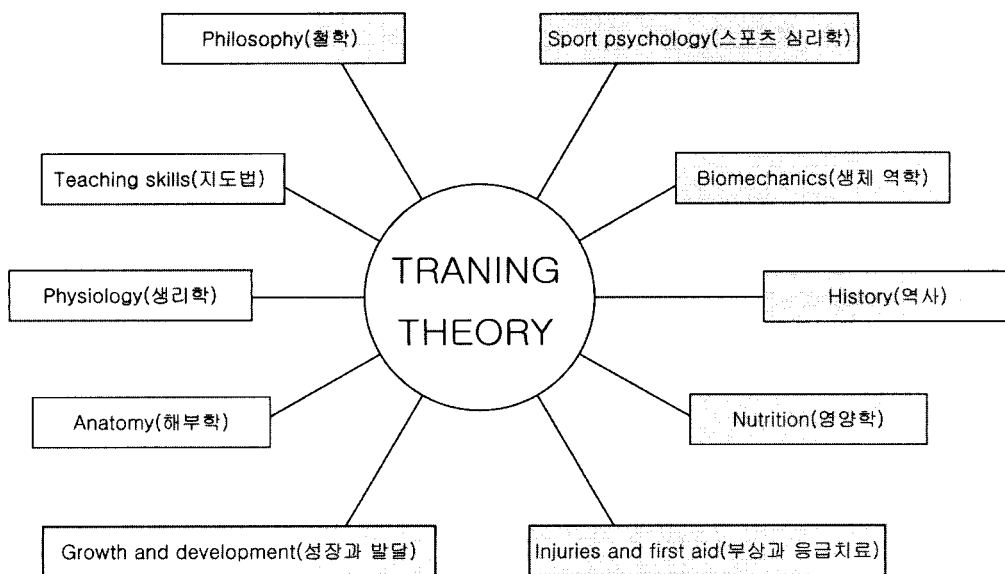 Philosophy(철학)
Sport psychology(스포츠 심리학)
Teaching skills(지도법)
Biomechanics(생체 역학)
TRANING
THEORY
Physiology(생리학)
History(역사)
Anatomy(해부학)
Nutrition(영양학)
Growth and development(성장과 발달)
Injuries and first aid(부상과 응급치료)